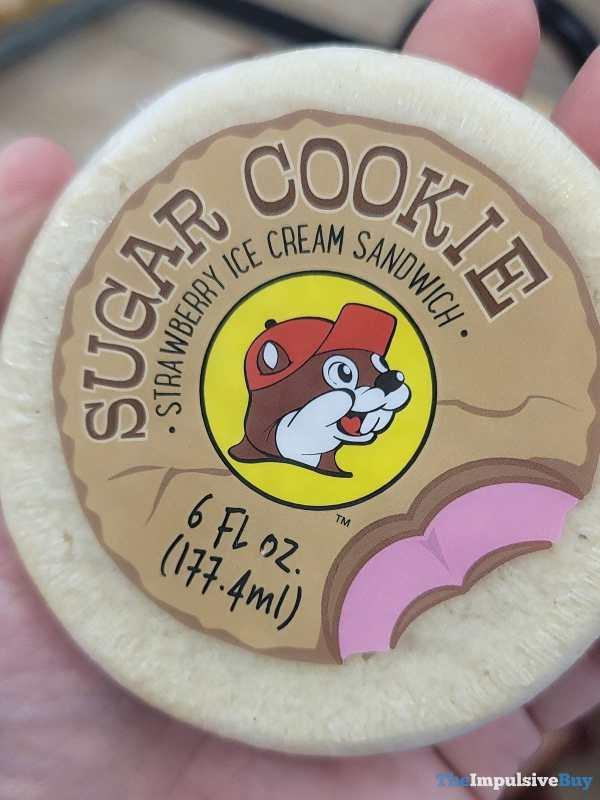 SUGAR COOKIE
• STRAWBERRY ICE CREAM SANDWICH •
TM
6 FL OZ.
(177.4ml)
TheImpulsiveBuy